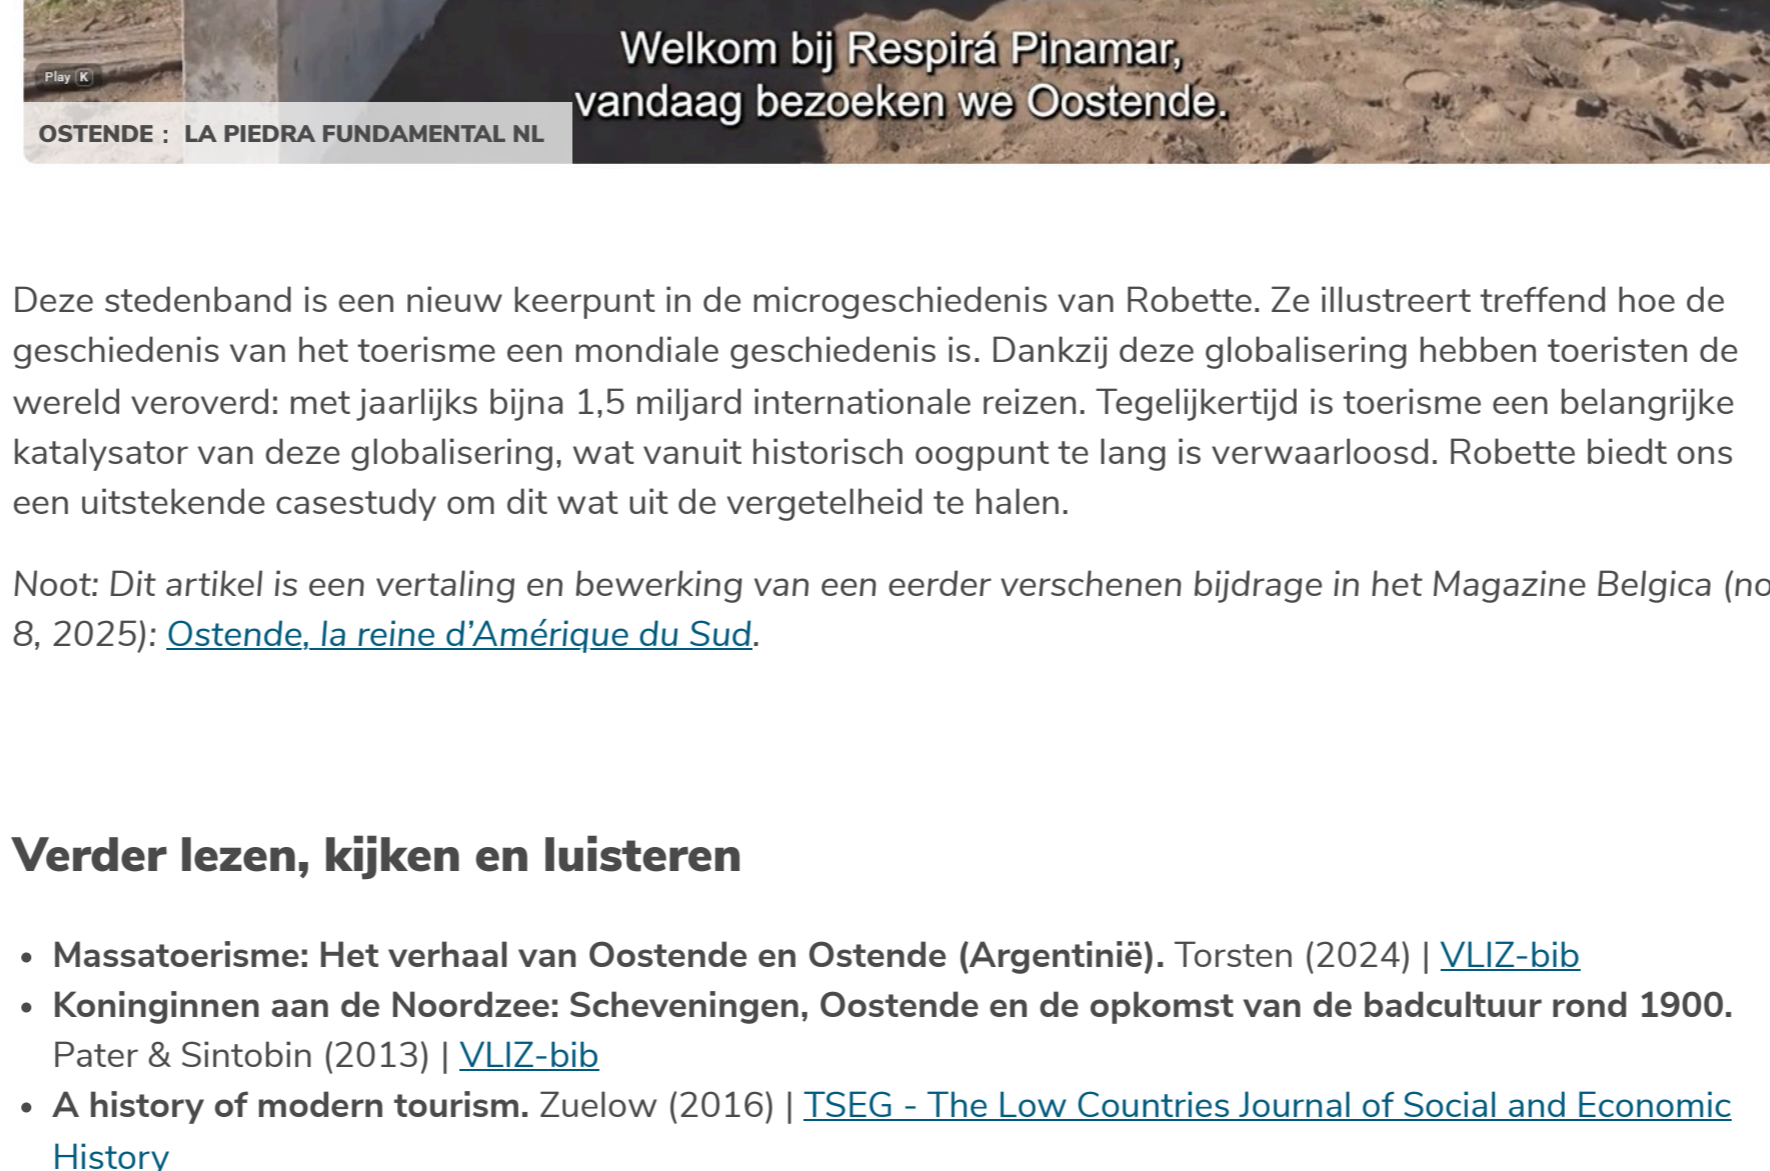 Welkom bij Respirá Pinamar,
vandaag bezoeken we Oostende.
Play K
OSTENDE : LA PIEDRA FUNDAMENTAL NL
Deze stedenband is een nieuw keerpunt in de microgeschiedenis van Robette. Ze illustreert treffend hoe de
geschiedenis van het toerisme een mondiale geschiedenis is. Dankzij deze globalisering hebben toeristen de
wereld veroverd: met jaarlijks bijna 1,5 miljard internationale reizen. Tegelijkertijd is toerisme een belangrijke
katalysator van deze globalisering, wat vanuit historisch oogpunt te lang is verwaarloosd. Robette biedt ons
een uitstekende casestudy om dit wat uit de vergetelheid te halen.
Noot: Dit artikel is een vertaling en bewerking van een eerder verschenen bijdrage in het Magazine Belgica (no
8, 2025): Ostende, la reine d’Amérique du Sud.
Verder lezen, kijken en luisteren
• Massatoerisme: Het verhaal van Oostende en Ostende (Argentinië). Torsten (2024) | VLIZ-bib
• Koninginnen aan de Noordzee: Scheveningen, Oostende en de opkomst van de badcultuur rond 1900.
Pater & Sintobin (2013) | VLIZ-bib
• A history of modern tourism. Zuelow (2016) | TSEG - The Low Countries Journal of Social and Economic
History